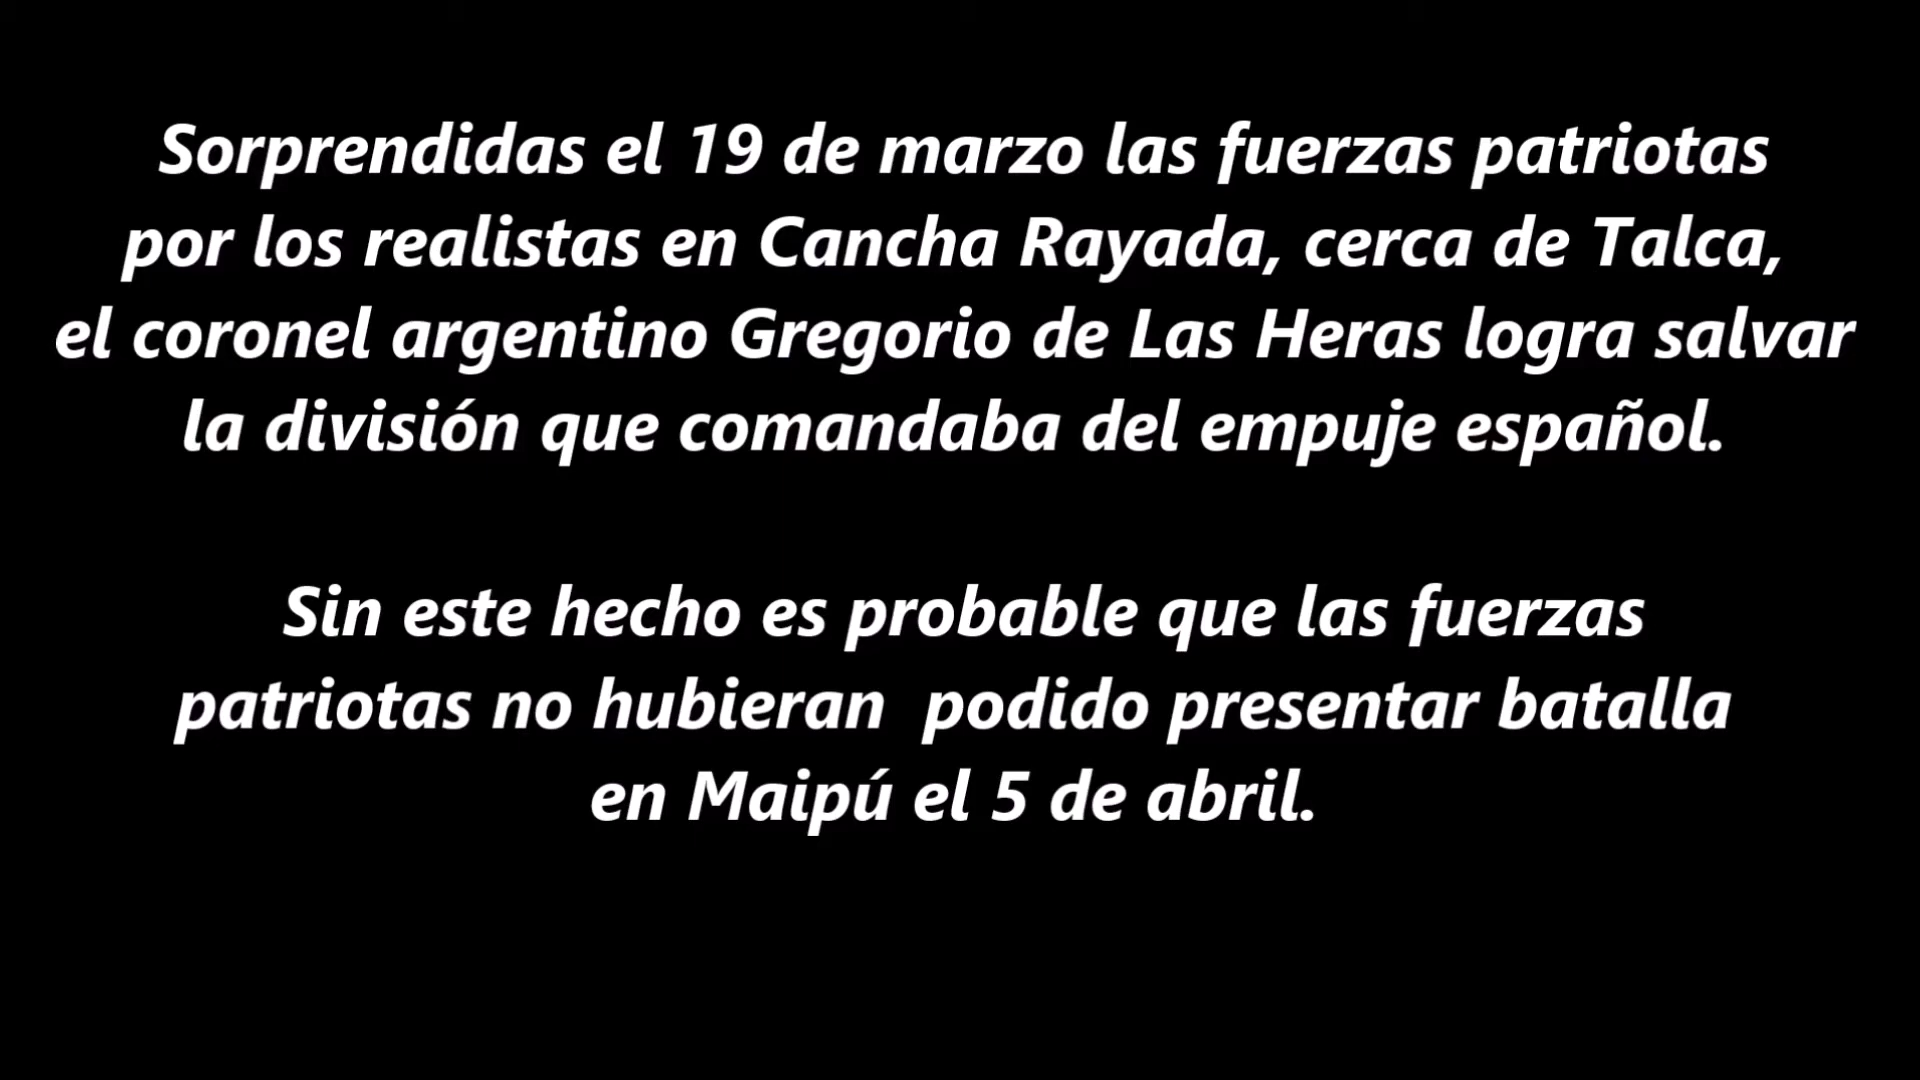 Sorprendidas el 19 de marzo las fuerzas patriotas
por los realistas en Cancha Rayada, cerca de Talca,
el coronel argentino Gregorio de Las Heras logra salvar
la división que comandaba del empuje español.
Sin este hecho es probable que las fuerzas
patriotas no hubieran  podido presentar batalla
en Maipú el 5 de abril.